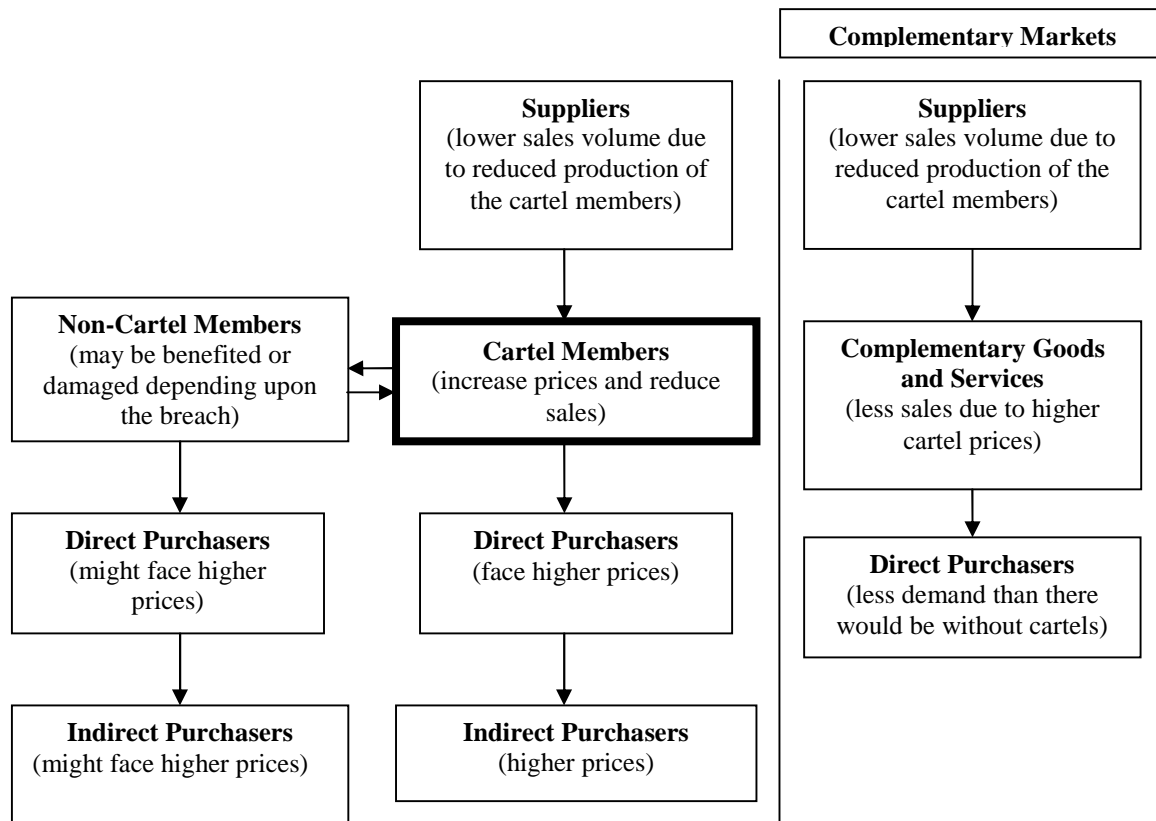 Complementary Markets
Suppliers
(lower sales volume due
to reduced production of
the cartel members)
Suppliers
(lower sales volume due to
reduced production of the
cartel members)
Non-Cartel Members
(may be benefited or
damaged depending upon
the breach)
Cartel Members
(increase prices and reduce
sales)
Complementary Goods
and Services
(less sales due to higher
cartel prices)
Direct Purchasers
(might face higher
prices)
Direct Purchasers
(face higher prices)
Direct Purchasers
(less demand than there
would be without cartels)
Indirect Purchasers
(might face higher prices)
Indirect Purchasers
(higher prices)